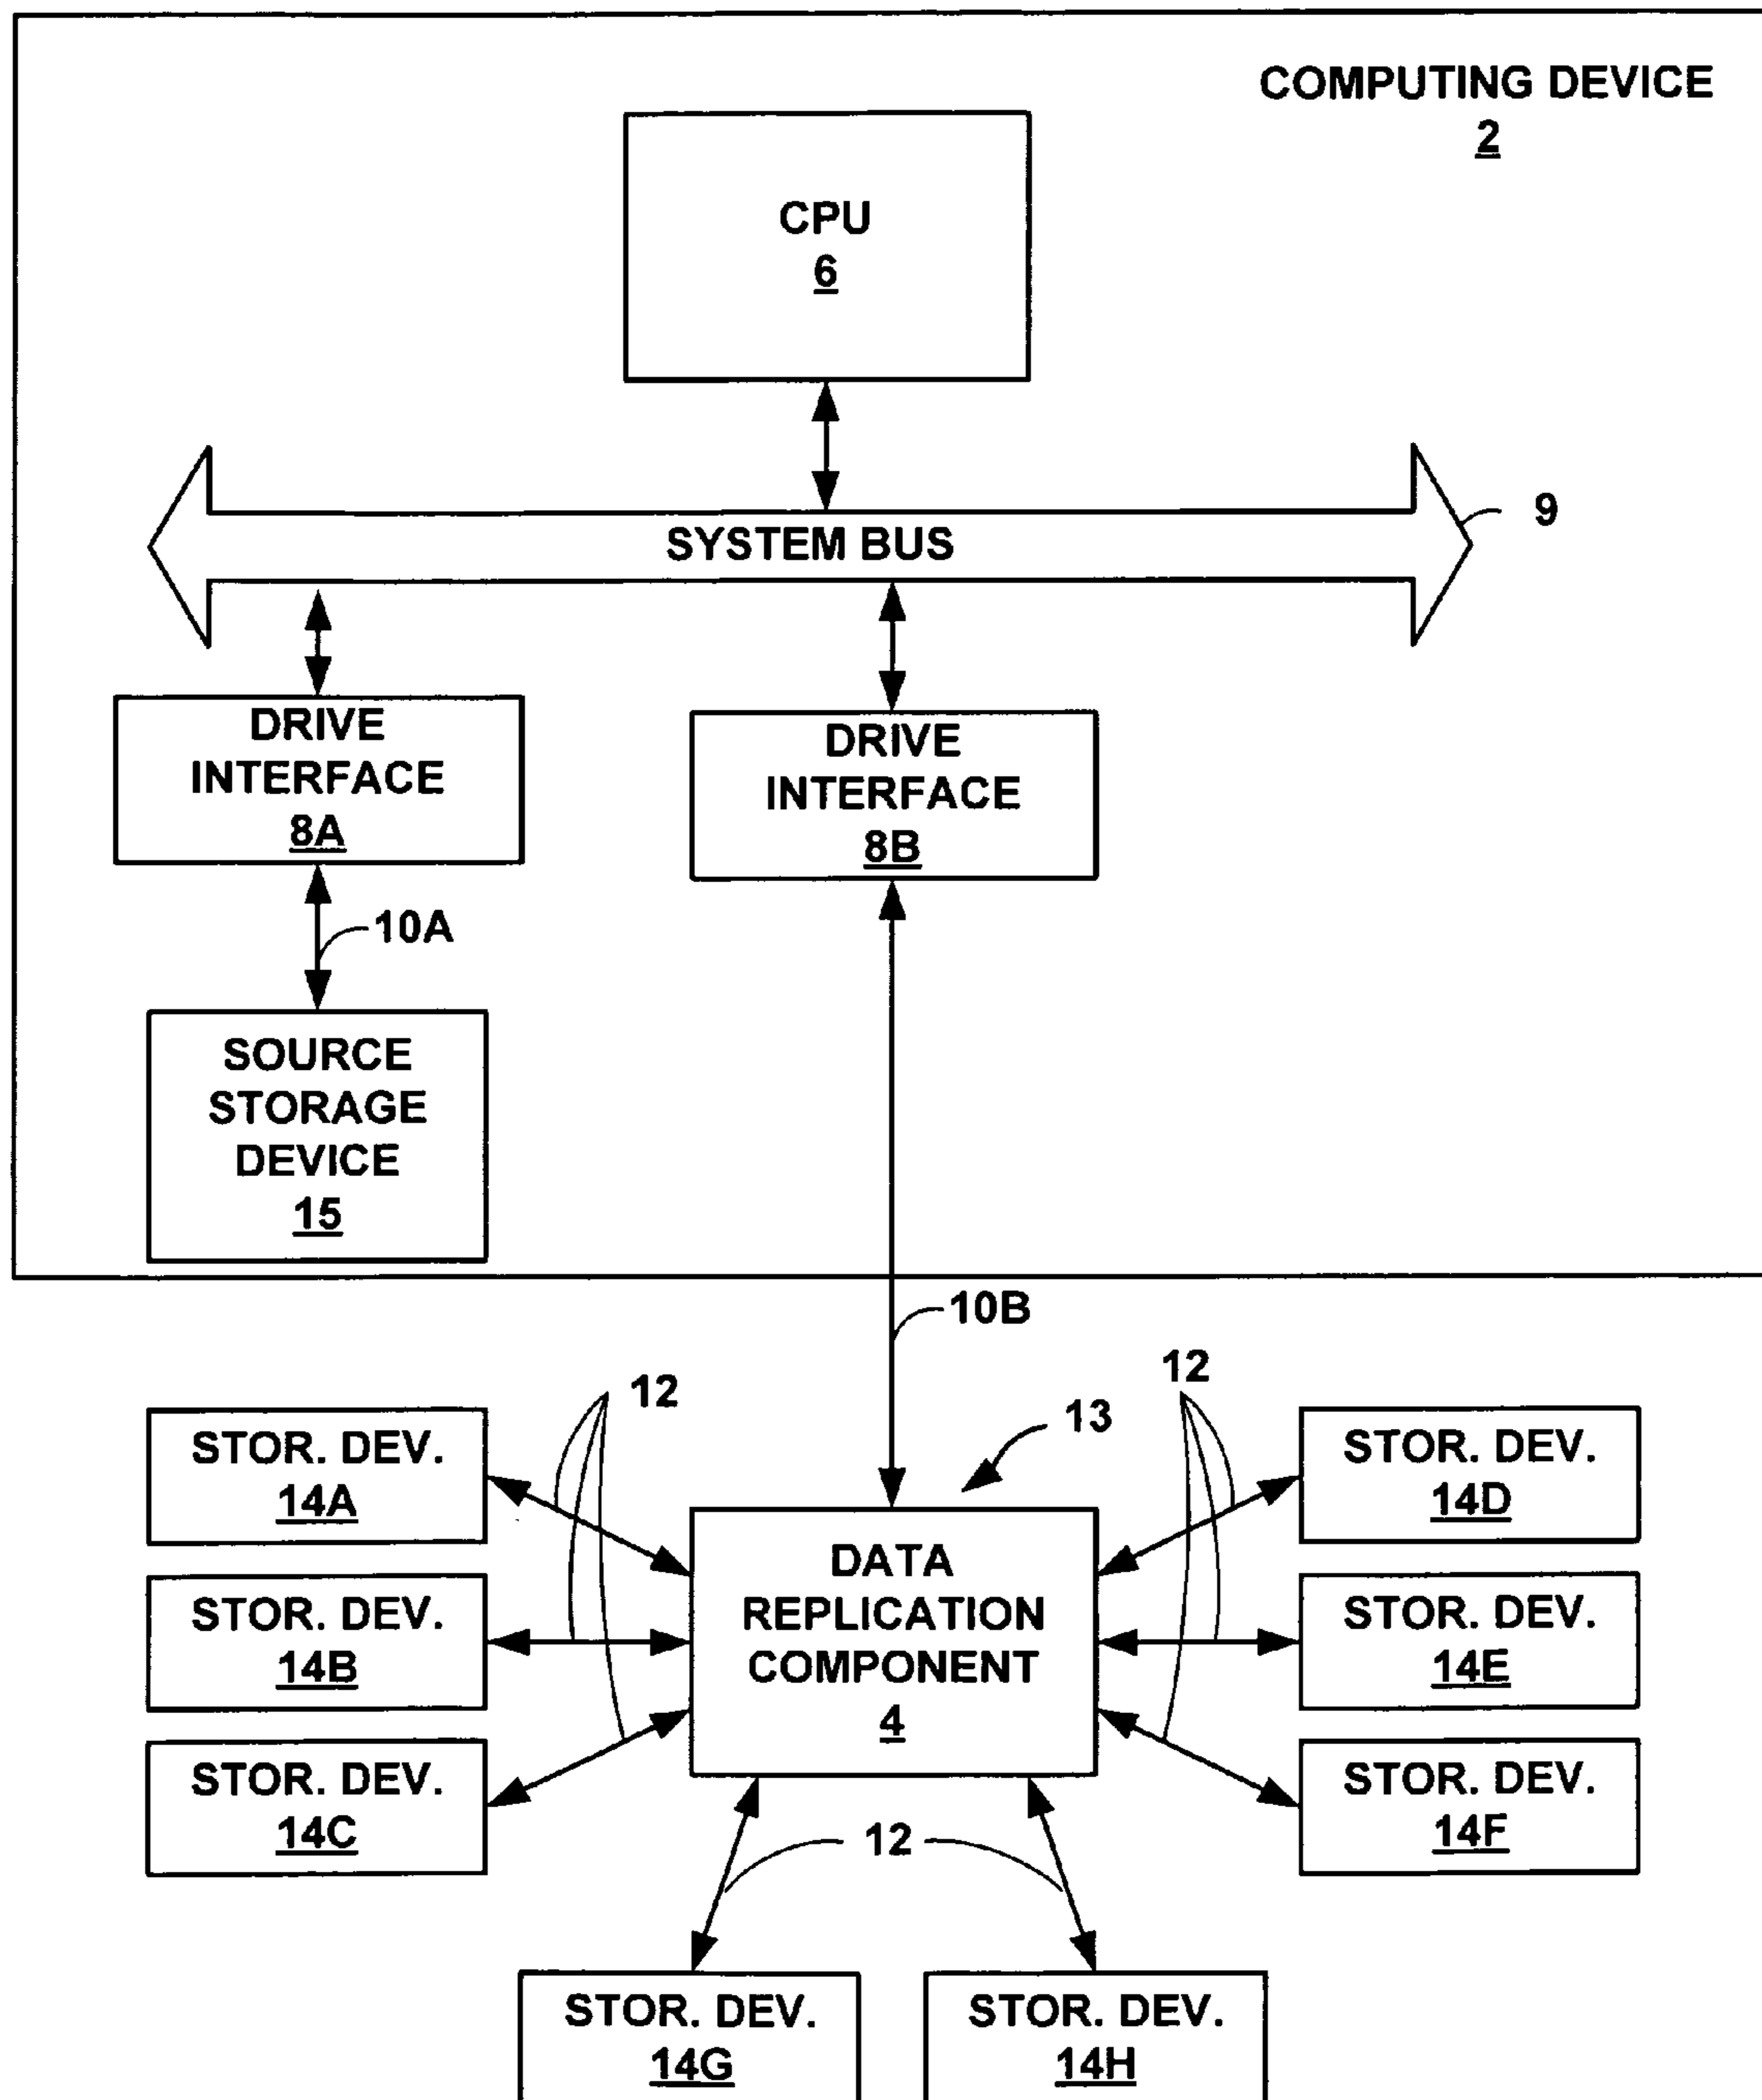 COMPUTING DEVICE
2
CPU
6
9
SYSTEM BUS
DRIVE
INTERFACE
8A
DRIVE
INTERFACE
8B
10A
SOURCE
STORAGE
DEVICE
15
10B
12
12
13
STOR. DEV.
14A
STOR. DEV.
14B
STOR. DEV.
14C
DATA
REPLICATION
COMPONENT
4
STOR. DEV.
14D
STOR. DEV.
14E
STOR. DEV.
14F
12
STOR. DEV.
14G
STOR. DEV.
14H